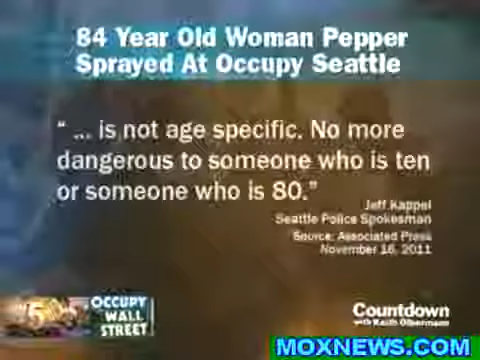 84 Year Old Woman Pepper
Sprayed At Occupy Seattle
“ ... is not age specific. No more
dangerous to someone who is ten
or someone who is 80.”
Jeff Kappel
Seattle Police Spokesman
Source: Associated Press
November 16, 2011
OCCUPY
WALL
STREET
Countdown
with Keith Olbermann
MOXNEWS.COM